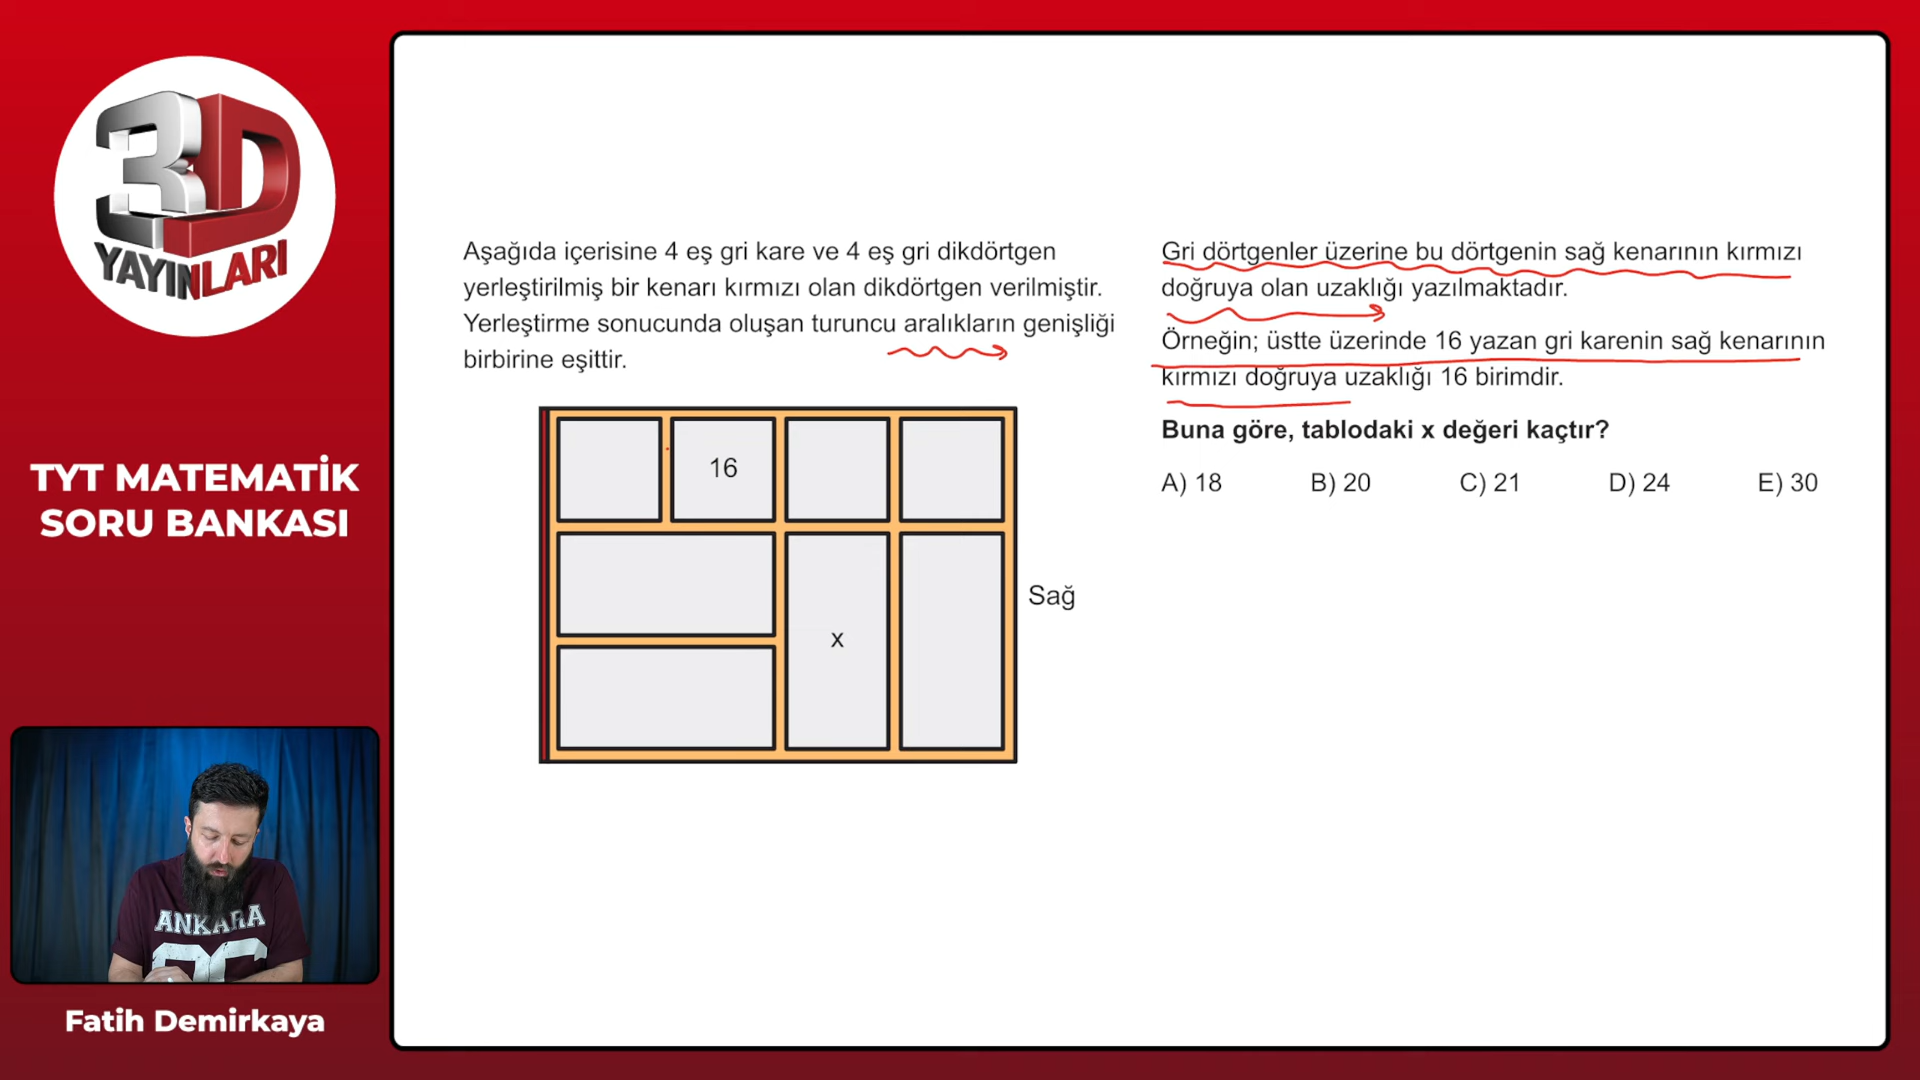 3D
YAYINLARI
TYT MATEMATİK
SORU BANKASI
ANKARA
Fatih Demirkaya
Aşağıda içerisine 4 eş gri kare ve 4 eş gri dikdörtgen
yerleştirilmiş bir kenarı kırmızı olan dikdörtgen verilmiştir.
Yerleştirme sonucunda oluşan turuncu aralıkların genişliği
birbirine eşittir.
16
x
Sağ
Gri dörtgenler üzerine bu dörtgenin sağ kenarının kırmızı
doğruya olan uzaklığı yazılmaktadır.
Örneğin; üstte üzerinde 16 yazan gri karenin sağ kenarının
kırmızı doğruya uzaklığı 16 birimdir.
Buna göre, tablodaki x değeri kaçtır?
A) 18 B) 20 C) 21 D) 24 E) 30